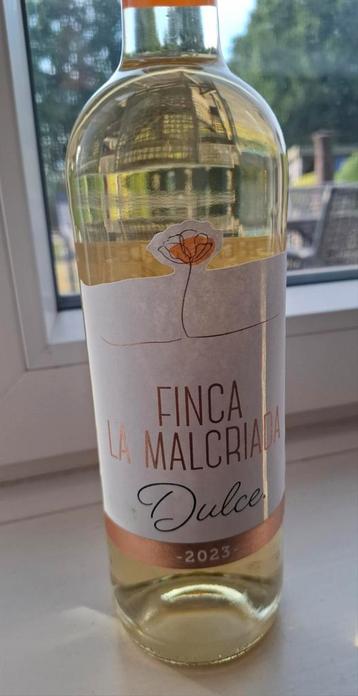 FINCA
LA MALCRIADA
Dulce
-2023-